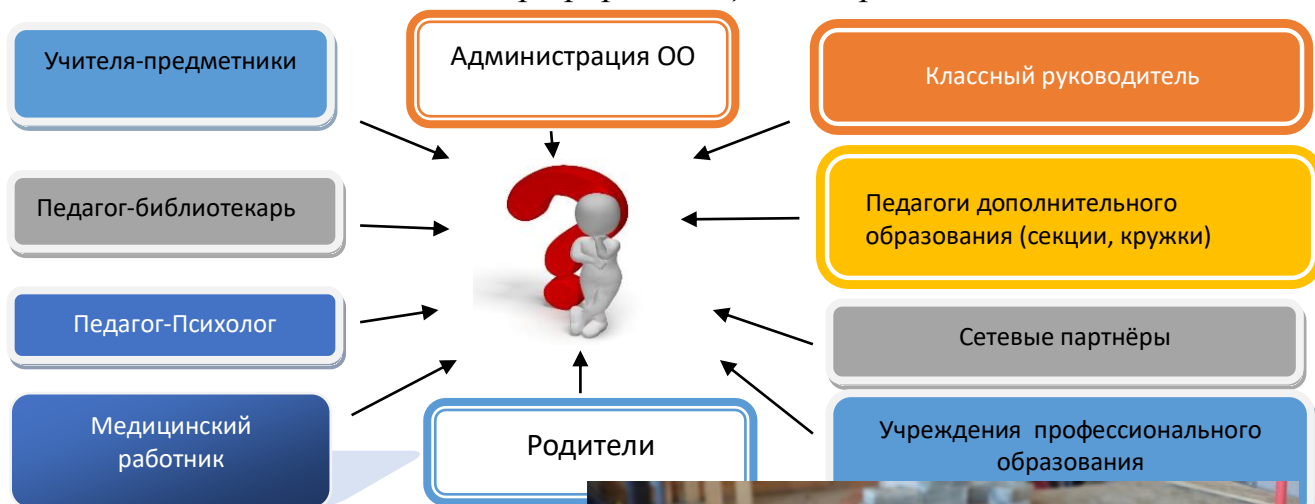 Учителя-предметники
Администрация ОО
Классный руководитель
Педагог-библиотекарь
Педагоги дополнительного
образования (секции, кружки)
Педагог-Психолог
Сетевые партнёры
Медицинский
работник
Родители
Учреждения профессионального
образования